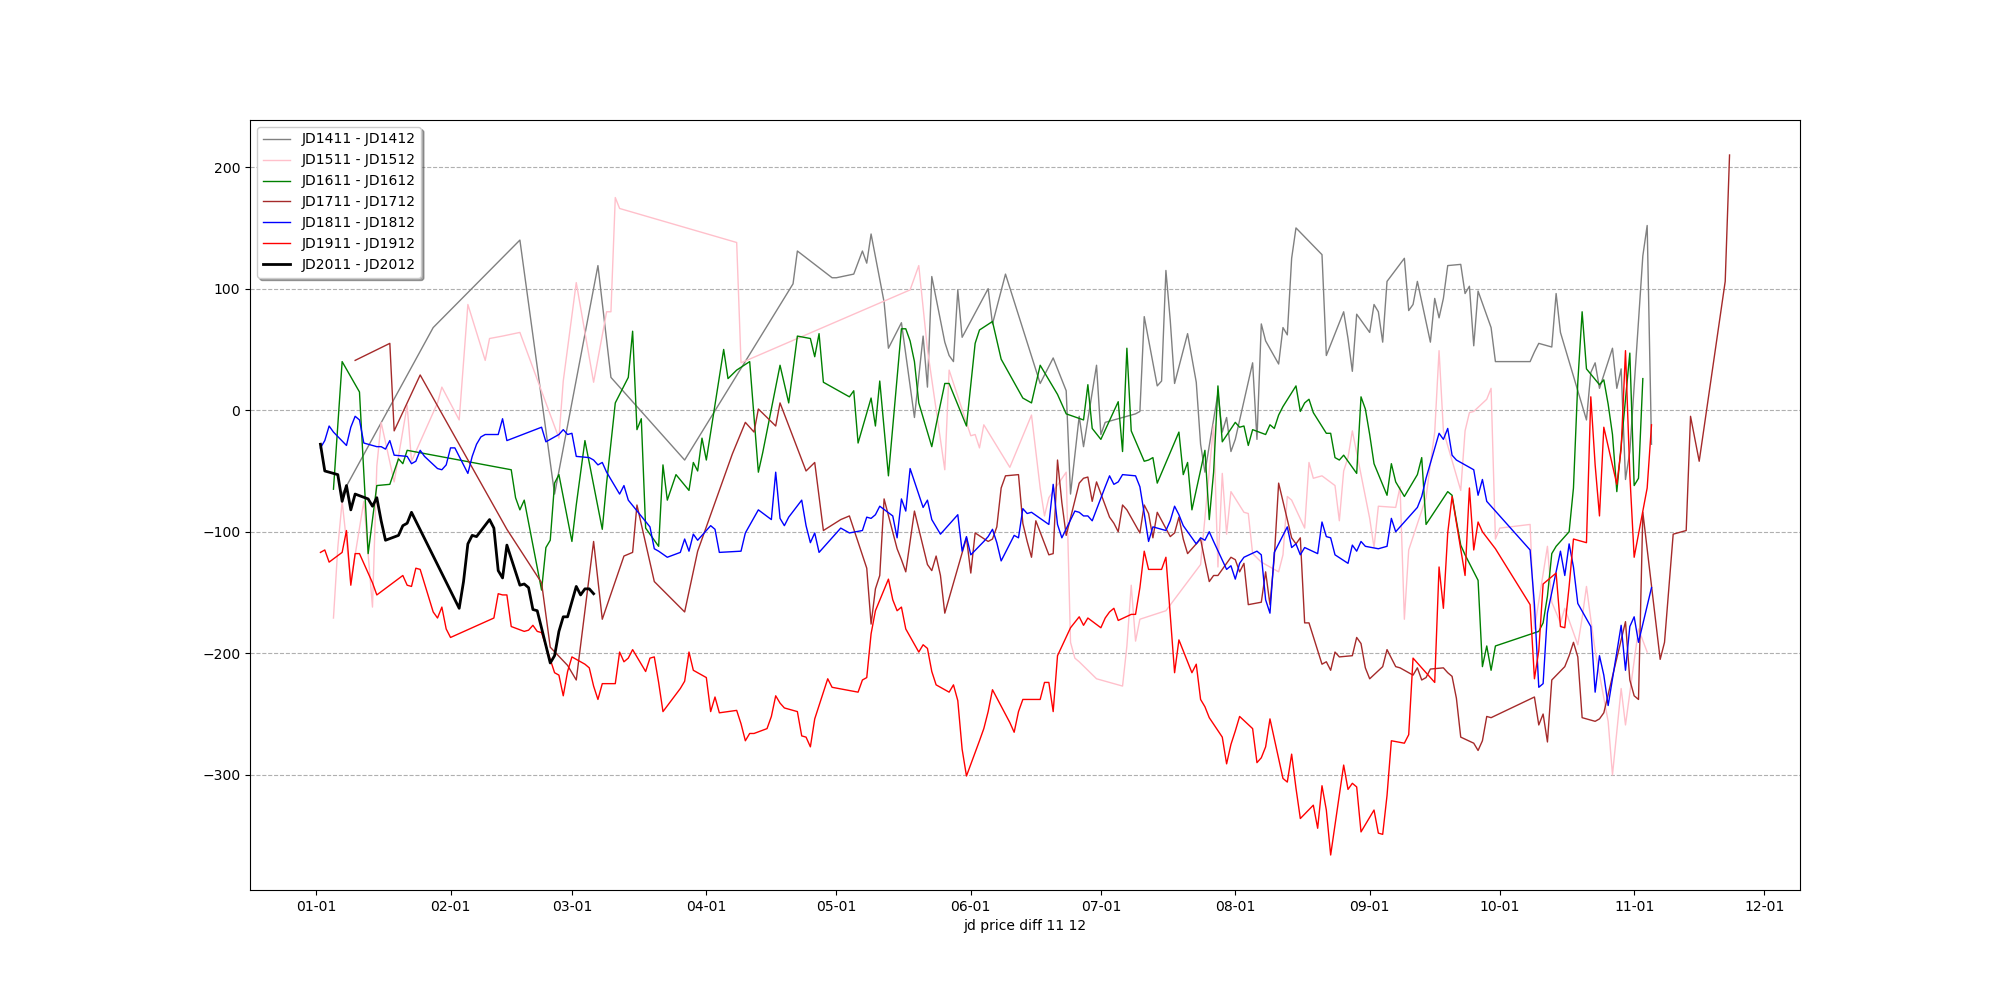 JD1411 - JD1412
JD1511 - JD1512
JD1611 - JD1612
JD1711 - JD1712
JD1811 - JD1812
JD1911 - JD1912
JD2011 - JD2012
200
100
0
−100
−200
−300
01-01 02-01 03-01 04-01 05-01 06-01 07-01 08-01 09-01 10-01 11-01 12-01
jd price diff 11 12